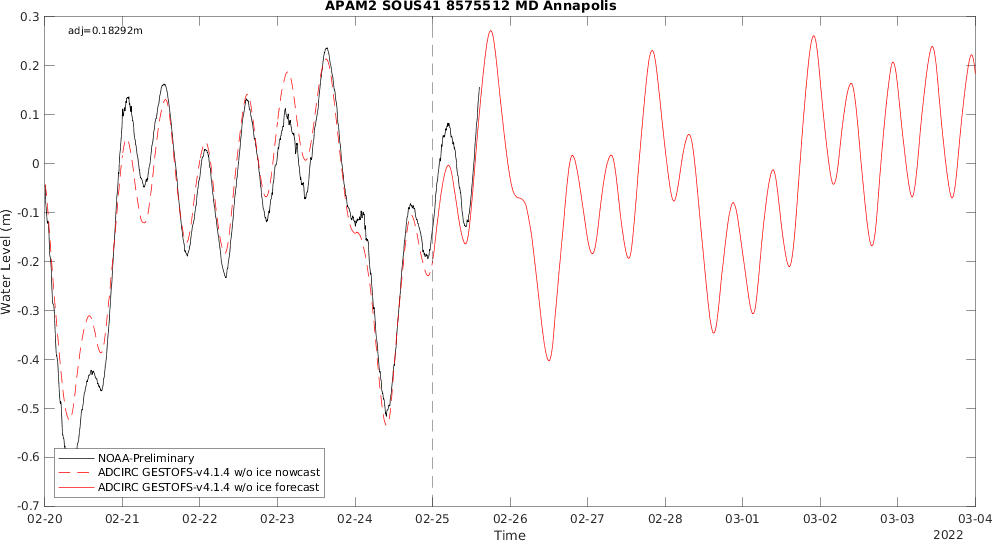 APAM2 SOUS41 8575512 MD Annapolis
adj=0.18292m
0.3
0.2
0.1
0
-0.1
-0.2
-0.3
-0.4
-0.5
-0.6
-0.7
Water Level (m)
NOAA-Preliminary
ADCIRC GESTOFS-v4.1.4 w/o ice nowcast
ADCIRC GESTOFS-v4.1.4 w/o ice forecast
02-20 02-21 02-22 02-23 02-24 02-25 02-26 02-27 02-28 03-01 03-02 03-03 03-04
Time
2022